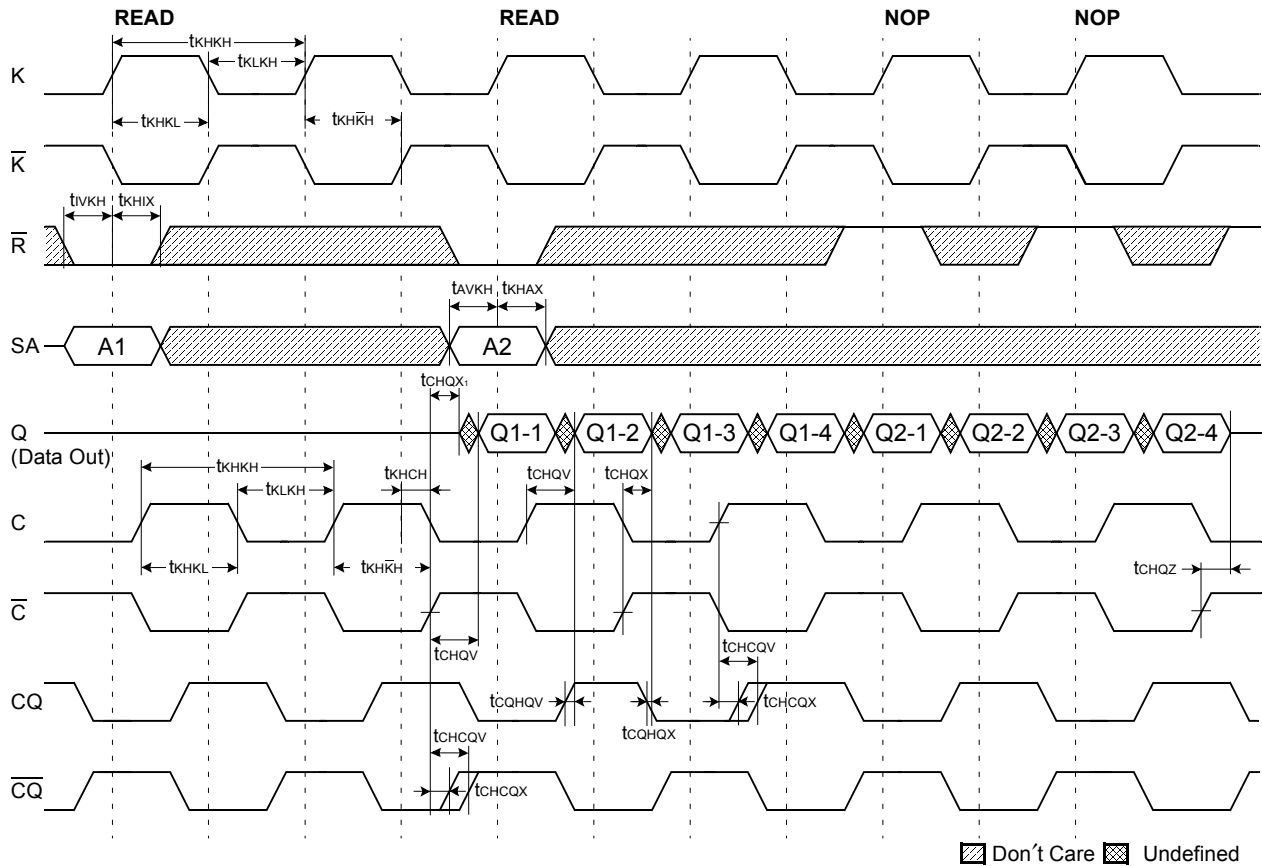 READ READ NOP NOP
tKHKH
tKLKH
K
tKHKL tKHK̅H
K̅
tIVKH tKHIX
R̅
tAVKH tKHAX
SA A1 A2
tCHQX1
Q Q1-1 Q1-2 Q1-3 Q1-4 Q2-1 Q2-2 Q2-3 Q2-4
(Data Out)
tKHKH tKHCH tCHQV tCHQX
tKLKH
C
tKHKL tKHK̅H tCHQZ
C̅
tCHQV tCHCQV
CQ tCQHQV tCHCQX
tCQHQX
tCHCQV
C̅Q̅ tCHCQX
Don't Care Undefined